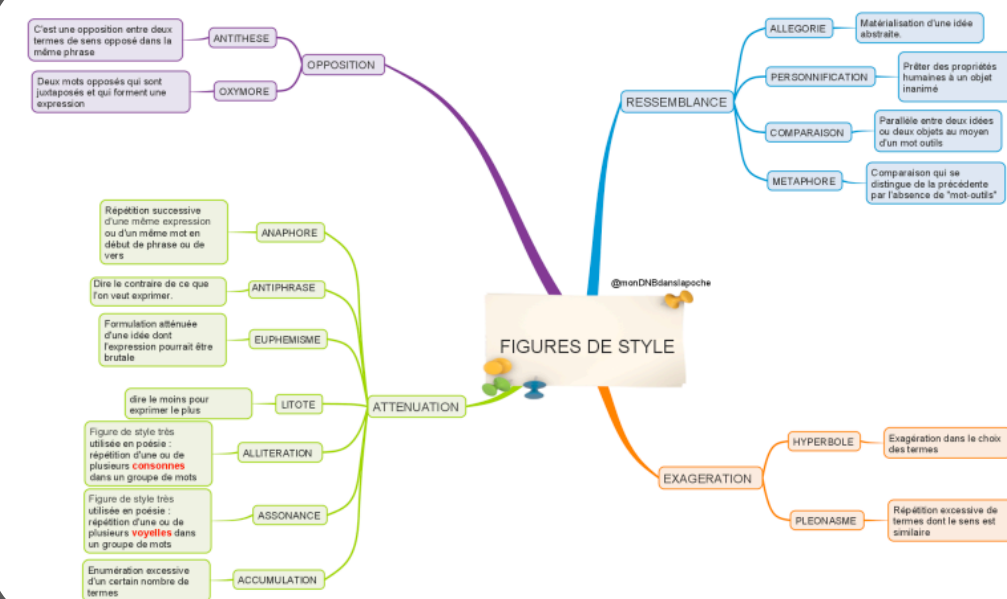 FIGURES DE STYLE
@monDNBdanslapoche
OPPOSITION
ANTITHESE
C'est une opposition entre deux
termes de sens opposé dans la
même phrase
OXYMORE
Deux mots opposés qui sont
juxtaposés et qui forment une
expression
RESSEMBLANCE
ALLEGORIE
Matérialisation d'une idée
abstraite.
PERSONNIFICATION
Prêter des propriétés
humaines à un objet
inanimé
COMPARAISON
Parallèle entre deux idées
ou deux objets au moyen
d'un mot outils
METAPHORE
Comparaison qui se
distingue de la précédente
par l'absence de "mot-outils"
ATTENUATION
ANAPHORE
Répétition successive
d'une même expression
ou d'un même mot en
début de phrase ou de
vers
ANTIPHRASE
Dire le contraire de ce que
l'on veut exprimer.
EUPHEMISME
Formulation atténuée
d'une idée dont
l'expression pourrait être
brutale
LITOTE
dire le moins pour
exprimer le plus
ALLITERATION
Figure de style très
utilisée en poésie :
répétition d'une ou de
plusieurs consonnes
dans un groupe de mots
ASSONANCE
Figure de style très
utilisée en poésie :
répétition d'une ou de
plusieurs voyelles dans
un groupe de mots
ACCUMULATION
Enumération excessive
d'un certain nombre de
termes
EXAGERATION
HYPERBOLE
Exagération dans le choix
des termes
PLEONASME
Répétition excessive de
termes dont le sens est
similaire